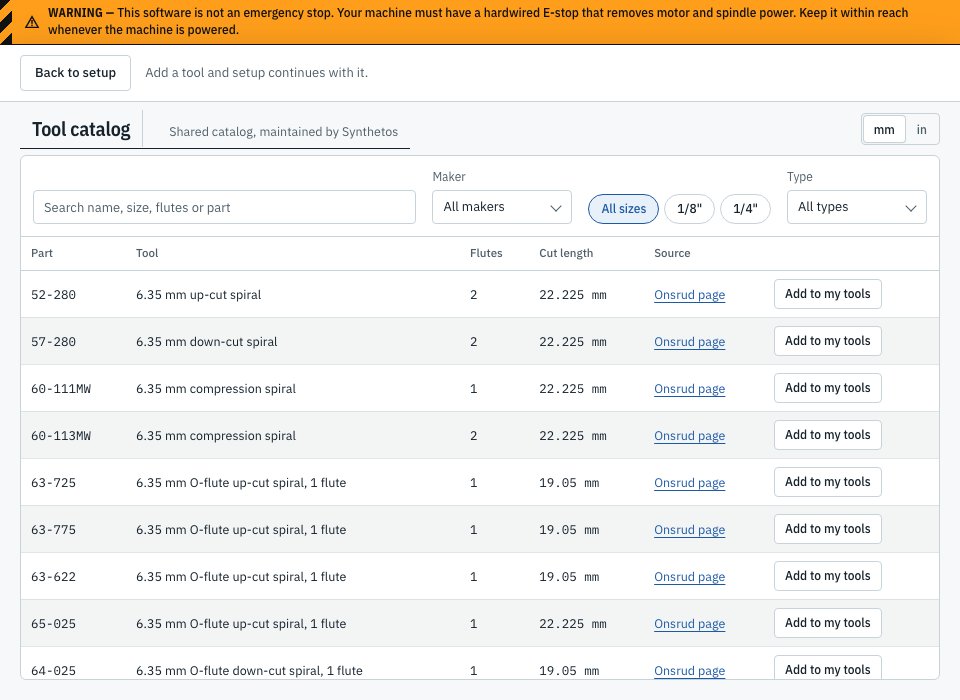 WARNING — This software is not an emergency stop. Your machine must have a hardwired E-stop that removes motor and spindle power. Keep it within reach
whenever the machine is powered.
Back to setup Add a tool and setup continues with it.
Tool catalog Shared catalog, maintained by Synthetos mm in
Maker Type
Search name, size, flutes or part All makers All sizes 1/8" 1/4" All types
Part Tool Flutes Cut length Source
52-280 6.35 mm up-cut spiral 2 22.225 mm Onsrud page Add to my tools
57-280 6.35 mm down-cut spiral 2 22.225 mm Onsrud page Add to my tools
60-111MW 6.35 mm compression spiral 1 22.225 mm Onsrud page Add to my tools
60-113MW 6.35 mm compression spiral 2 22.225 mm Onsrud page Add to my tools
63-725 6.35 mm O-flute up-cut spiral, 1 flute 1 19.05 mm Onsrud page Add to my tools
63-775 6.35 mm O-flute up-cut spiral, 1 flute 1 19.05 mm Onsrud page Add to my tools
63-622 6.35 mm O-flute up-cut spiral, 1 flute 1 19.05 mm Onsrud page Add to my tools
65-025 6.35 mm O-flute up-cut spiral, 1 flute 1 22.225 mm Onsrud page Add to my tools
64-025 6.35 mm O-flute down-cut spiral, 1 flute 1 19.05 mm Onsrud page Add to my tools